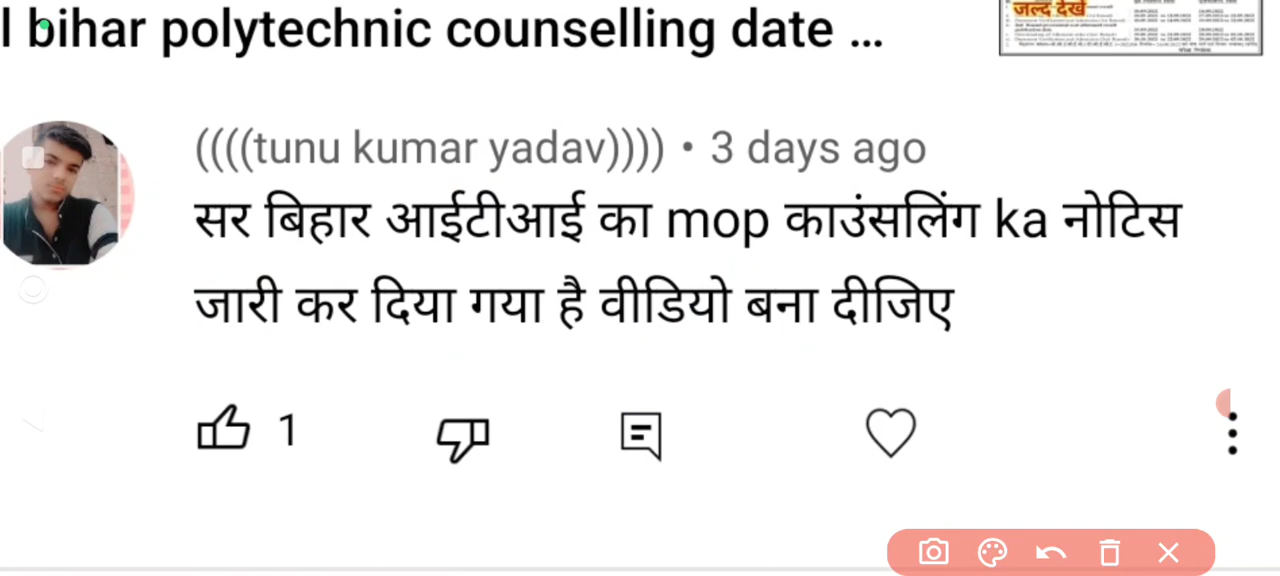 l bihar polytechnic counselling date ...
जल्द देखें
((((tunu kumar yadav)))) • 3 days ago
सर बिहार आईटीआई का mop काउंसलिंग ka नोटिस
जारी कर दिया गया है वीडियो बना दीजिए
1